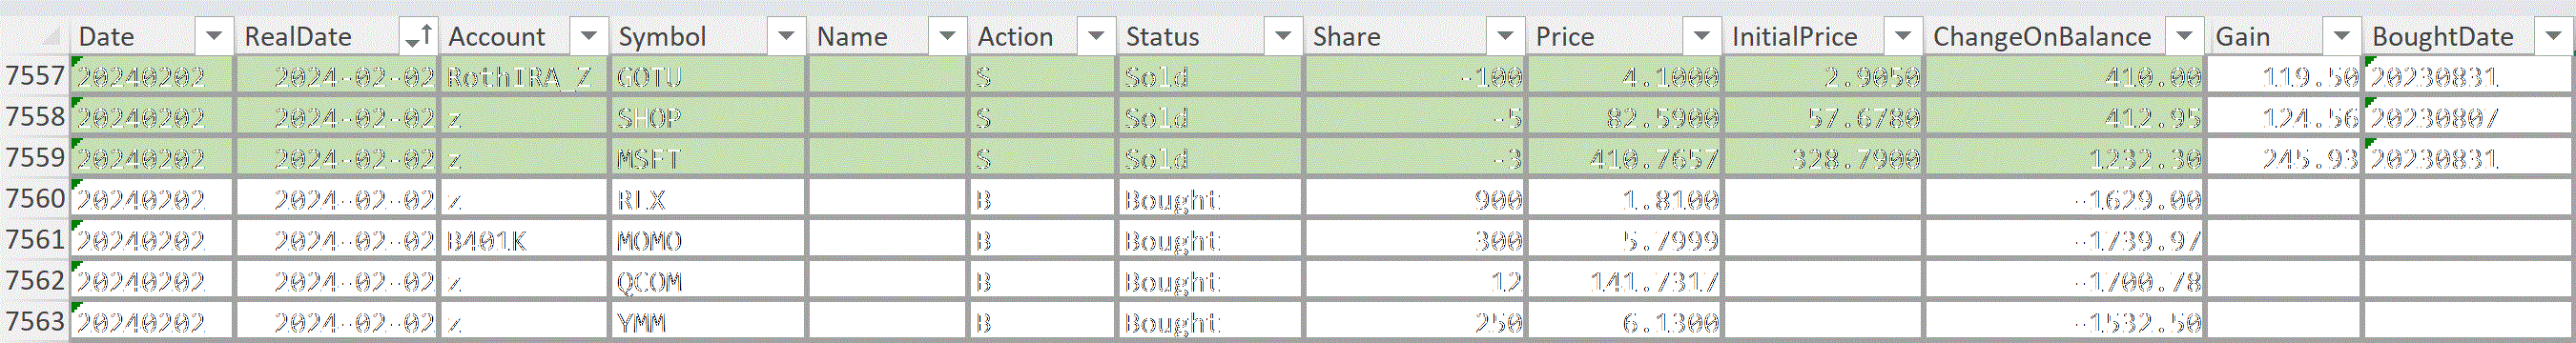 Date RealDate Account Symbol Name Action Status Share Price InitialPrice ChangeOnBalance Gain BoughtDate
7557 20240202 2024-02-02 RothIRA_Z GOTU S Sold -100 4.1000 2.9050 410.00 119.50 20230831
7558 20240202 2024-02-02 z SHOP S Sold -5 82.5900 57.6780 412.95 124.56 20230807
7559 20240202 2024-02-02 z MSFT S Sold -3 410.7657 328.7900 1232.30 245.93 20230831
7560 20240202 2024-02-02 z RLX B Bought 900 1.8100 -1629.00
7561 20240202 2024-02-02 B401K MOMO B Bought 300 5.7999 -1739.97
7562 20240202 2024-02-02 z QCOM B Bought 12 141.7317 -1700.78
7563 20240202 2024-02-02 z YMM B Bought 250 6.1300 -1532.50